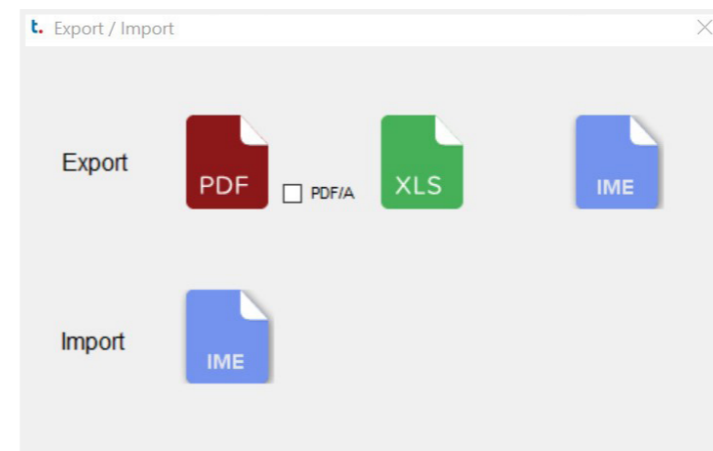 t. Export / Import
Export
PDF
PDF/A
XLS
IME
Import
IME